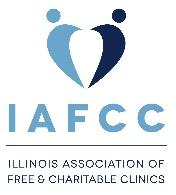 IAFCC
ILLINOIS ASSOCIATION OF
FREE & CHARITABLE CLINICS